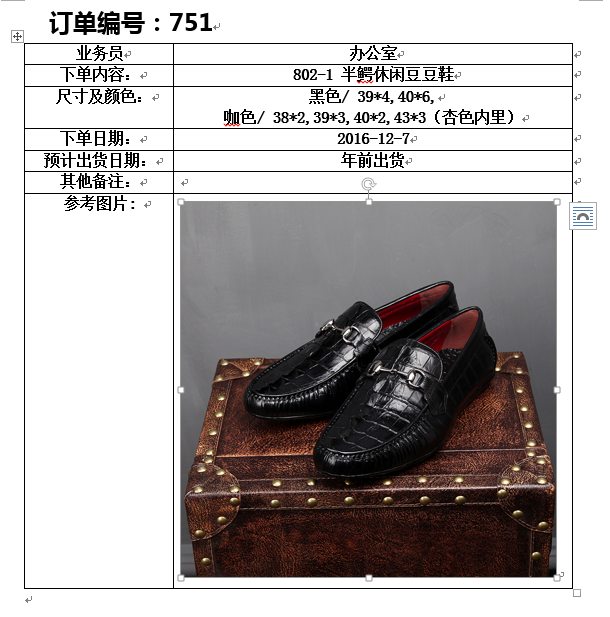 订单编号：751
业务员 办公室
下单内容： 802-1 半鳄休闲豆豆鞋
尺寸及颜色： 黑色/ 39*4,40*6,
咖色/ 38*2,39*3,40*2,43*3（杏色内里）
下单日期： 2016-12-7
预计出货日期： 年前出货
其他备注：
参考图片：